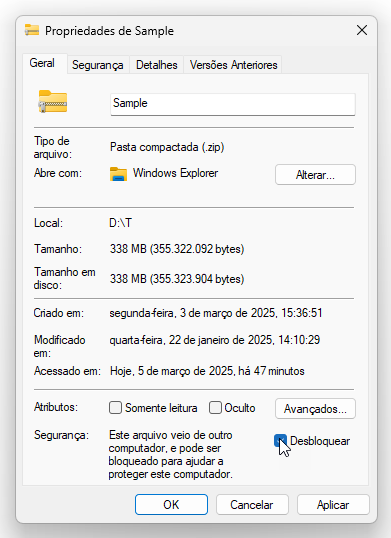 Propriedades de Sample
Geral Segurança Detalhes Versões Anteriores
Sample
Tipo de arquivo: Pasta compactada (.zip)
Abre com: Windows Explorer Alterar...
Local: D:\T
Tamanho: 338 MB (355.322.092 bytes)
Tamanho em disco: 338 MB (355.323.904 bytes)
Criado em: segunda-feira, 3 de março de 2025, 15:36:51
Modificado em: quarta-feira, 22 de janeiro de 2025, 14:10:29
Acessado em: Hoje, 5 de março de 2025, há 47 minutos
Atributos: Somente leitura Oculto Avançados...
Segurança: Este arquivo veio de outro
computador, e pode ser
bloqueado para ajudar a
proteger este computador.
Desbloquear
OK Cancelar Aplicar